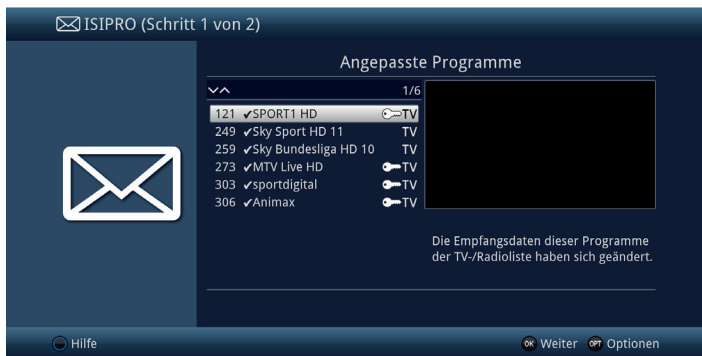 ISIPRO (Schritt 1 von 2)
Angepasste Programme
1/6
121 ✔SPORT1 HD TV
249 ✔Sky Sport HD 11 TV
259 ✔Sky Bundesliga HD 10 TV
273 ✔MTV Live HD TV
303 ✔sportdigital TV
306 ✔Animax TV
Die Empfangsdaten dieser Programme
der TV-/Radioliste haben sich geändert.
Hilfe
OK Weiter OPT Optionen